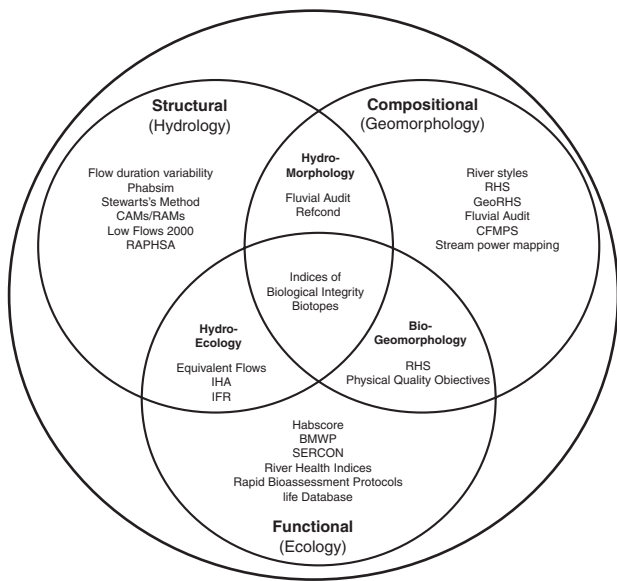 Structural
(Hydrology)
Compositional
(Geomorphology)
Flow duration variability
Phabsim
Stewarts's Method
CAMs/RAMs
Low Flows 2000
RAPHSA
Hydro-
Morphology
Fluvial Audit
Refcond
River styles
RHS
GeoRHS
Fluvial Audit
CFMPS
Stream power mapping
Indices of
Biological Integrity
Biotopes
Hydro-
Ecology
Equivalent Flows
IHA
IFR
Bio-
Geomorphology
RHS
Physical Quality Objectives
Habscore
BMWP
SERCON
River Health Indices
Rapid Bioassessment Protocols
life Database
Functional
(Ecology)